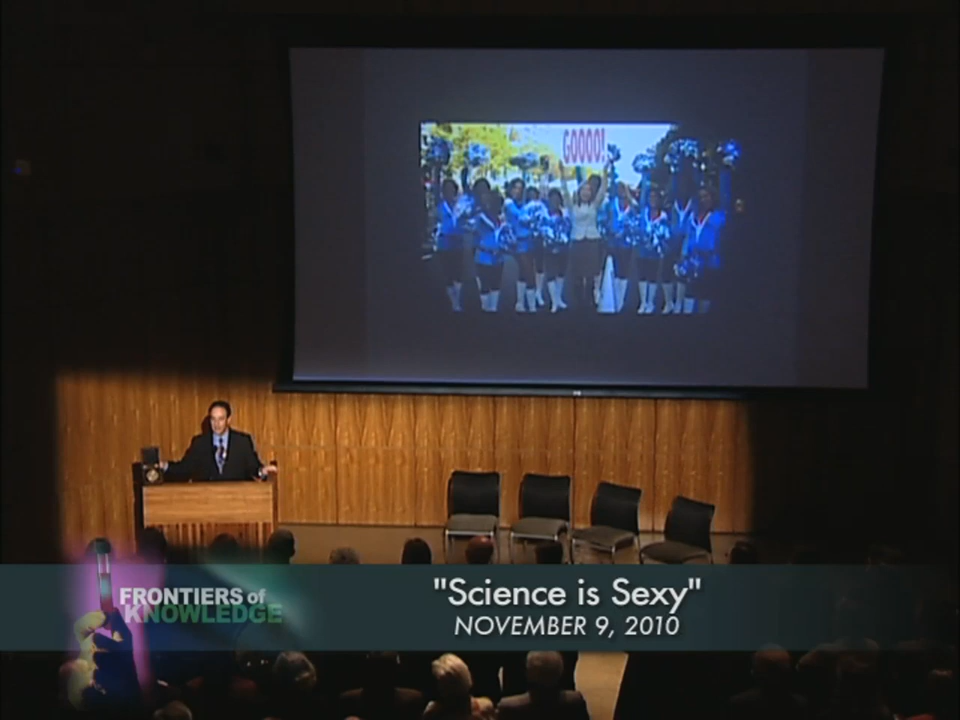 GOOOO!
FRONTIERS of
KNOWLEDGE
"Science is Sexy"
NOVEMBER 9, 2010